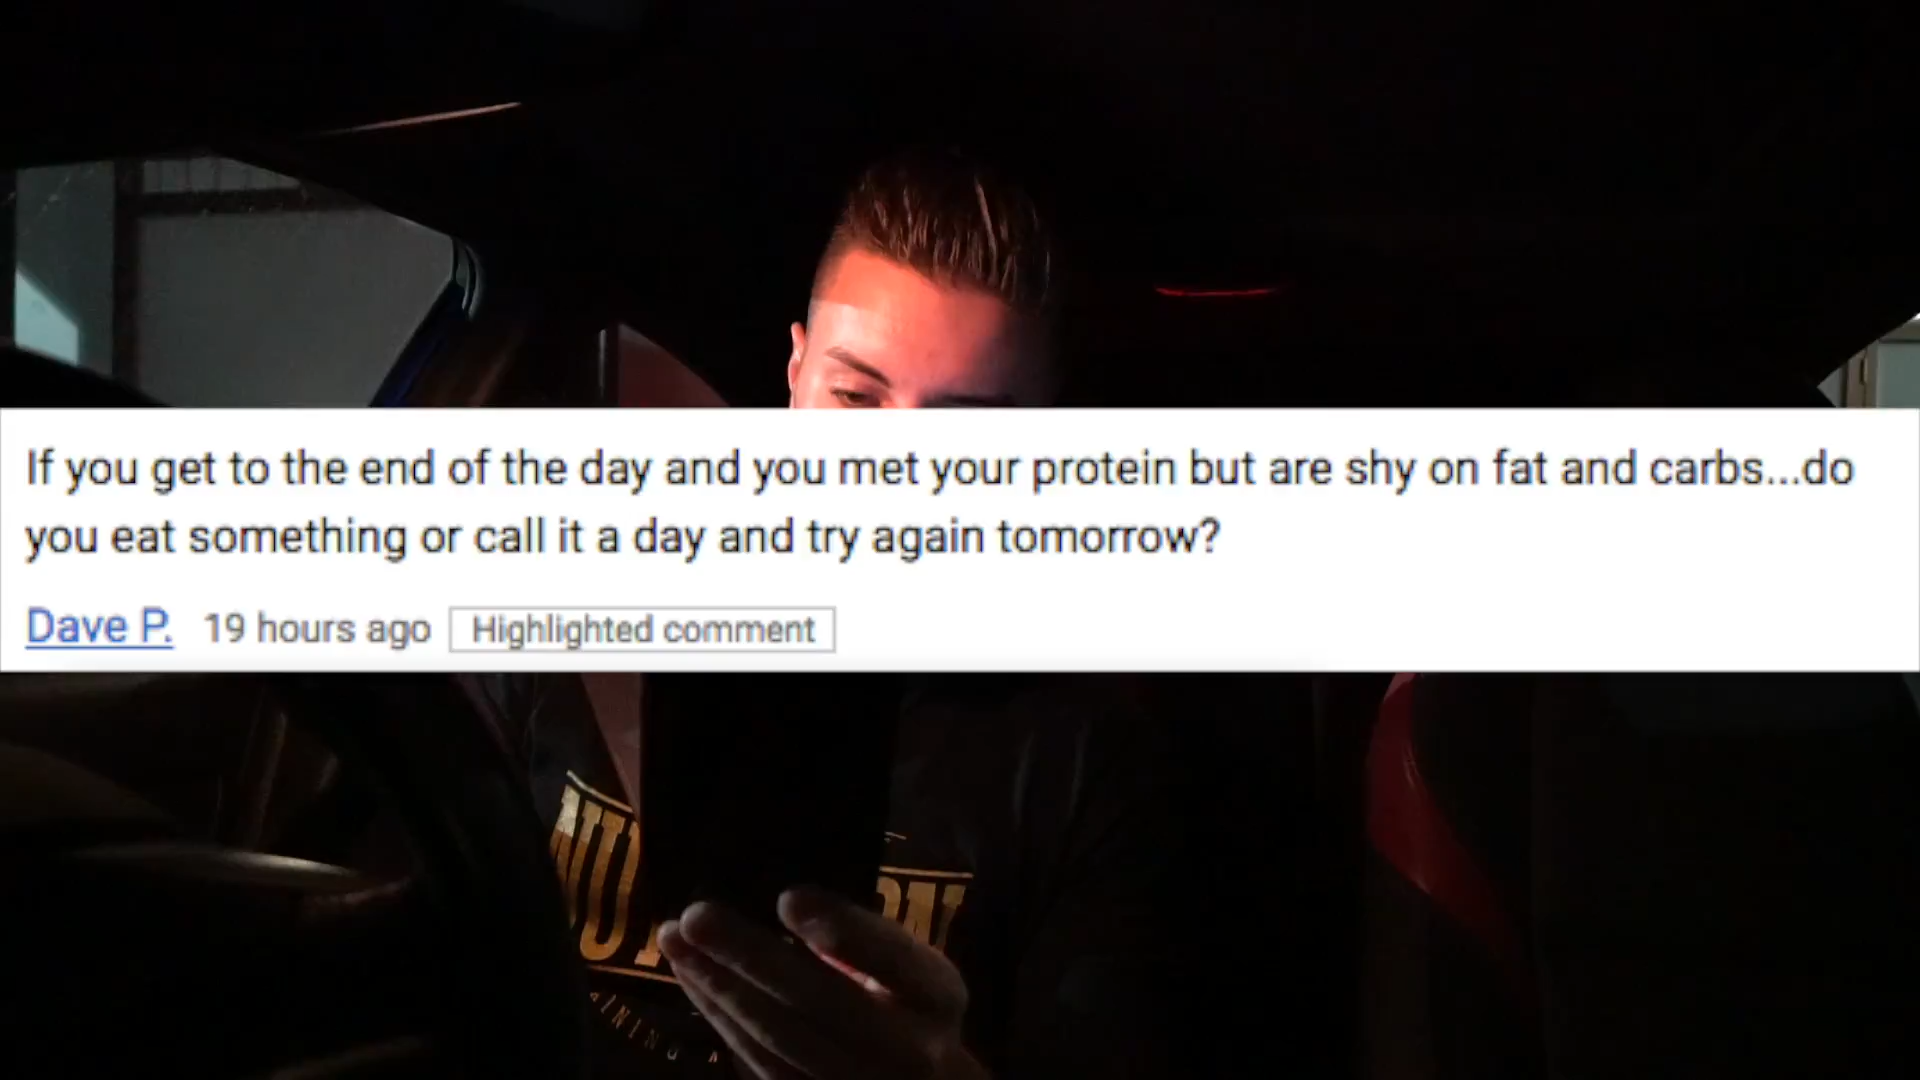 If you get to the end of the day and you met your protein but are shy on fat and carbs...do
you eat something or call it a day and try again tomorrow?
Dave P. 19 hours ago Highlighted comment